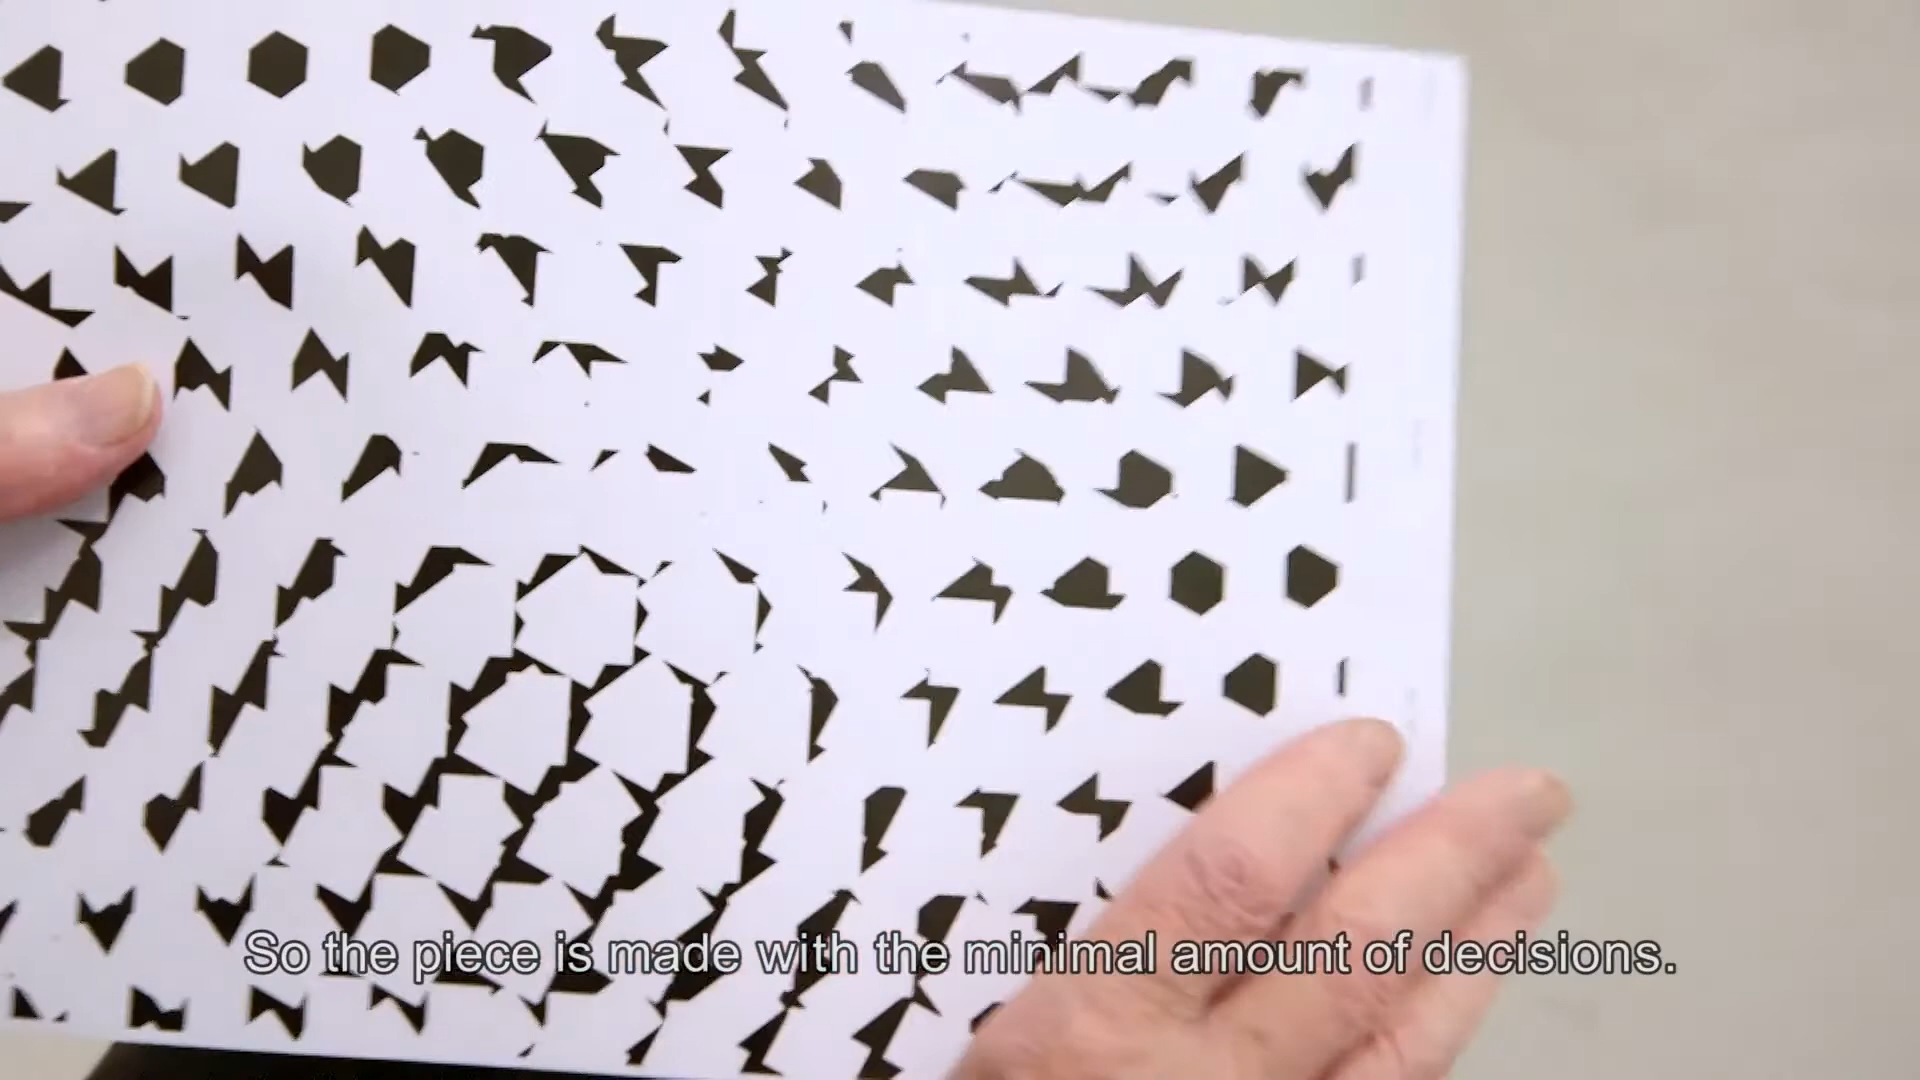 So the piece is made with the minimal amount of decisions.